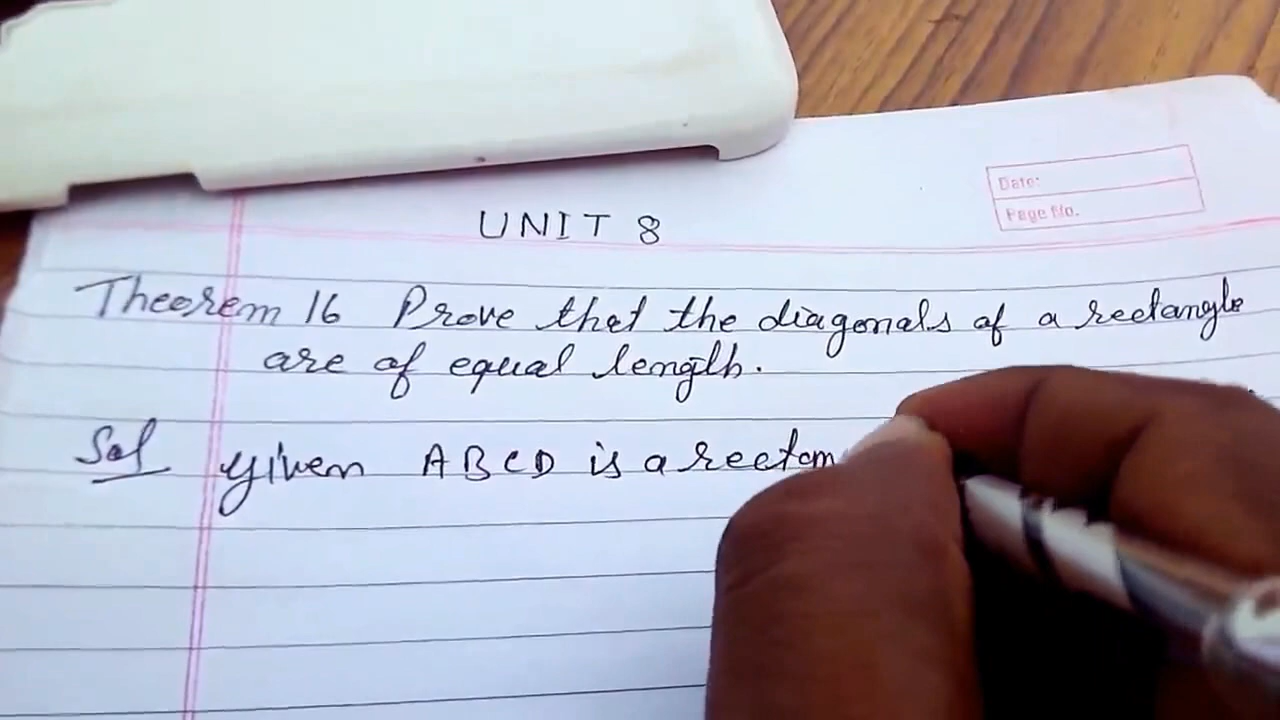 Date:
Page No.
UNIT 8
Theorem 16 Prove that the diagonals of a rectangle
are of equal length.
Sol given ABCD is a rectan